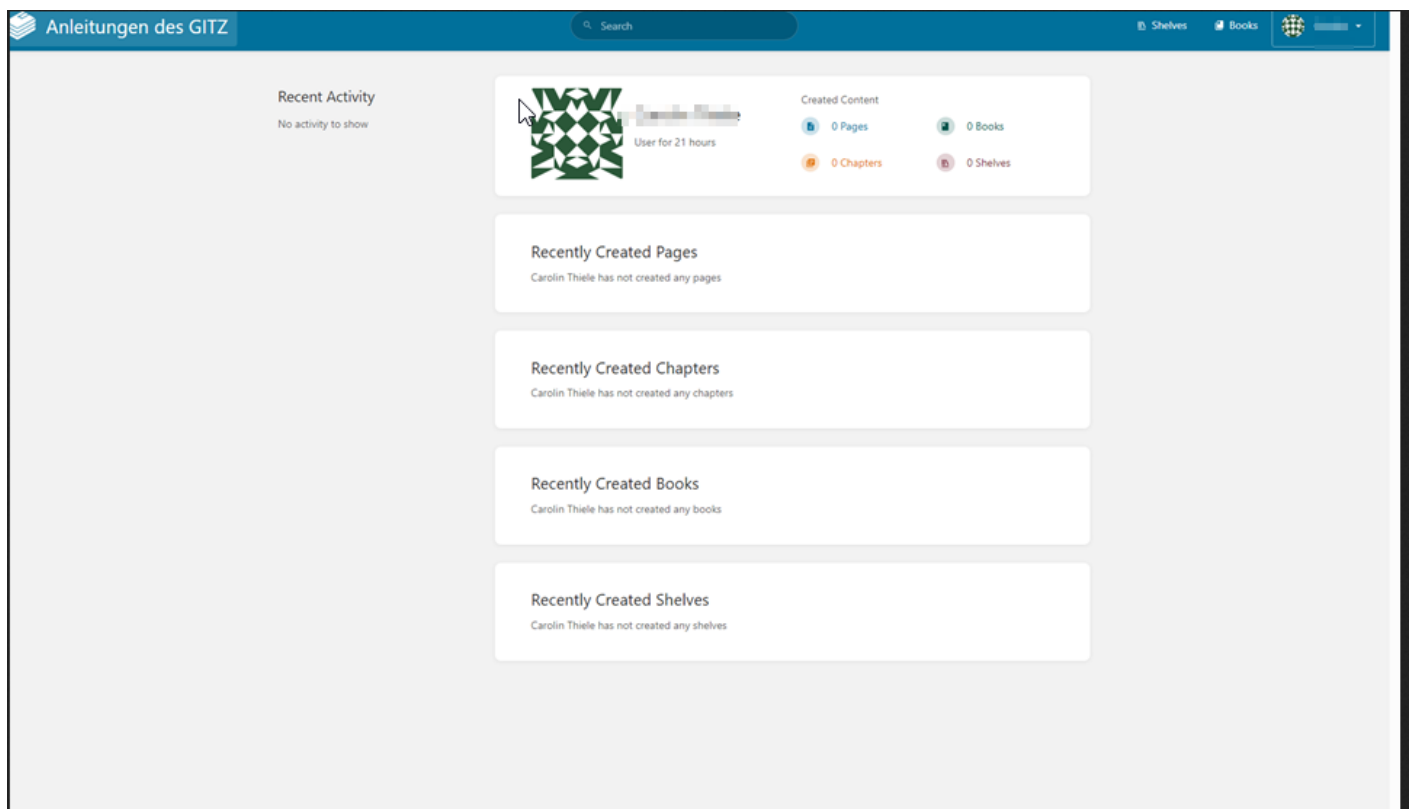 Anleitungen des GITZ
Search
Shelves
Books
Recent Activity
No activity to show
User for 21 hours
Created Content
0 Pages
0 Books
0 Chapters
0 Shelves
Recently Created Pages
Carolin Thiele has not created any pages
Recently Created Chapters
Carolin Thiele has not created any chapters
Recently Created Books
Carolin Thiele has not created any books
Recently Created Shelves
Carolin Thiele has not created any shelves